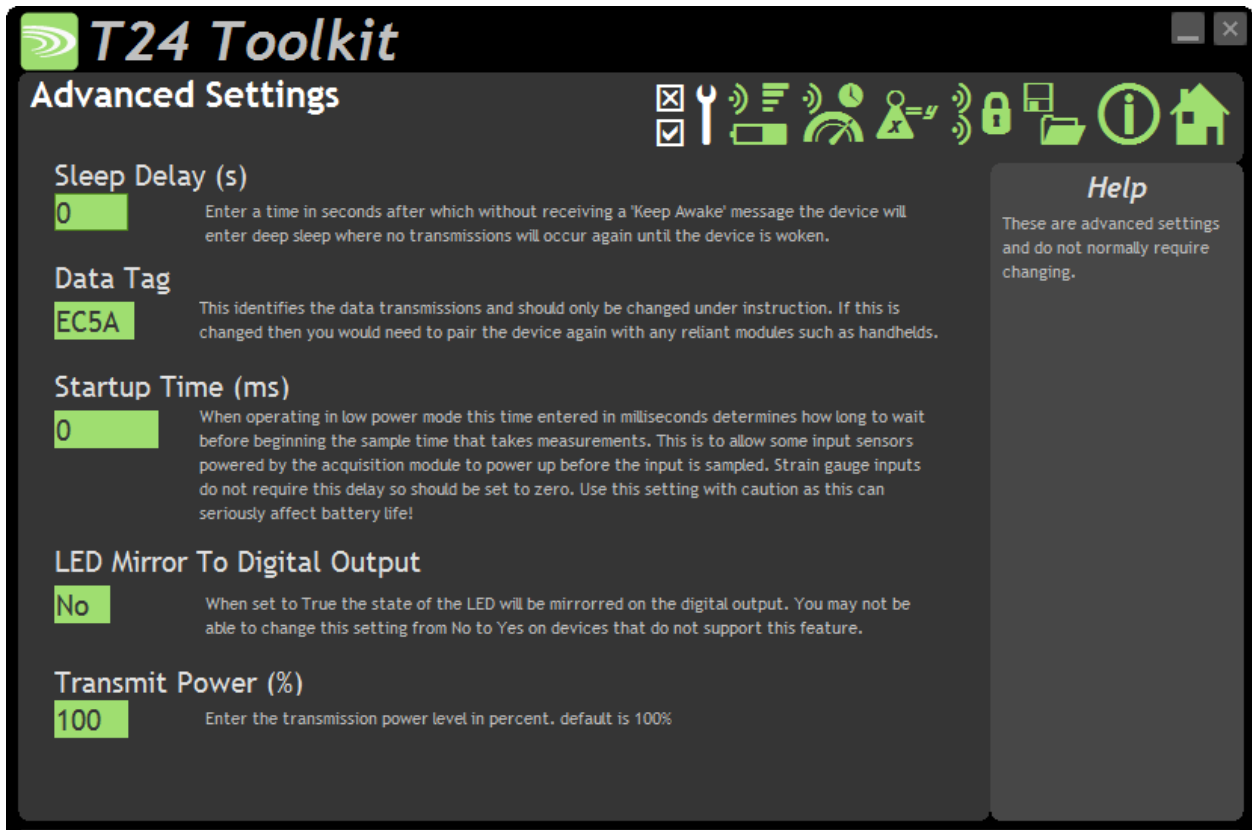 T24 Toolkit
Advanced Settings
x=y
Sleep Delay (s)
0
Enter a time in seconds after which without receiving a 'Keep Awake' message the device will
enter deep sleep where no transmissions will occur again until the device is woken.
Data Tag
EC5A
This identifies the data transmissions and should only be changed under instruction. If this is
changed then you would need to pair the device again with any reliant modules such as handhelds.
Startup Time (ms)
0
When operating in low power mode this time entered in milliseconds determines how long to wait
before beginning the sample time that takes measurements. This is to allow some input sensors
powered by the acquisition module to power up before the input is sampled. Strain gauge inputs
do not require this delay so should be set to zero. Use this setting with caution as this can
seriously affect battery life!
LED Mirror To Digital Output
No
When set to True the state of the LED will be mirrorred on the digital output. You may not be
able to change this setting from No to Yes on devices that do not support this feature.
Transmit Power (%)
100
Enter the transmission power level in percent. default is 100%
Help
These are advanced settings
and do not normally require
changing.